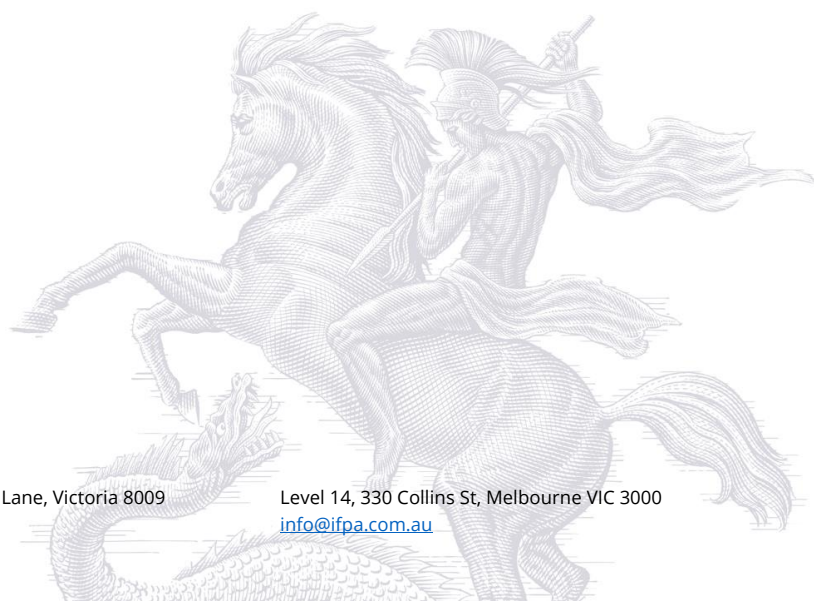 Lane, Victoria 8009
Level 14, 330 Collins St, Melbourne VIC 3000
info@ifpa.com.au